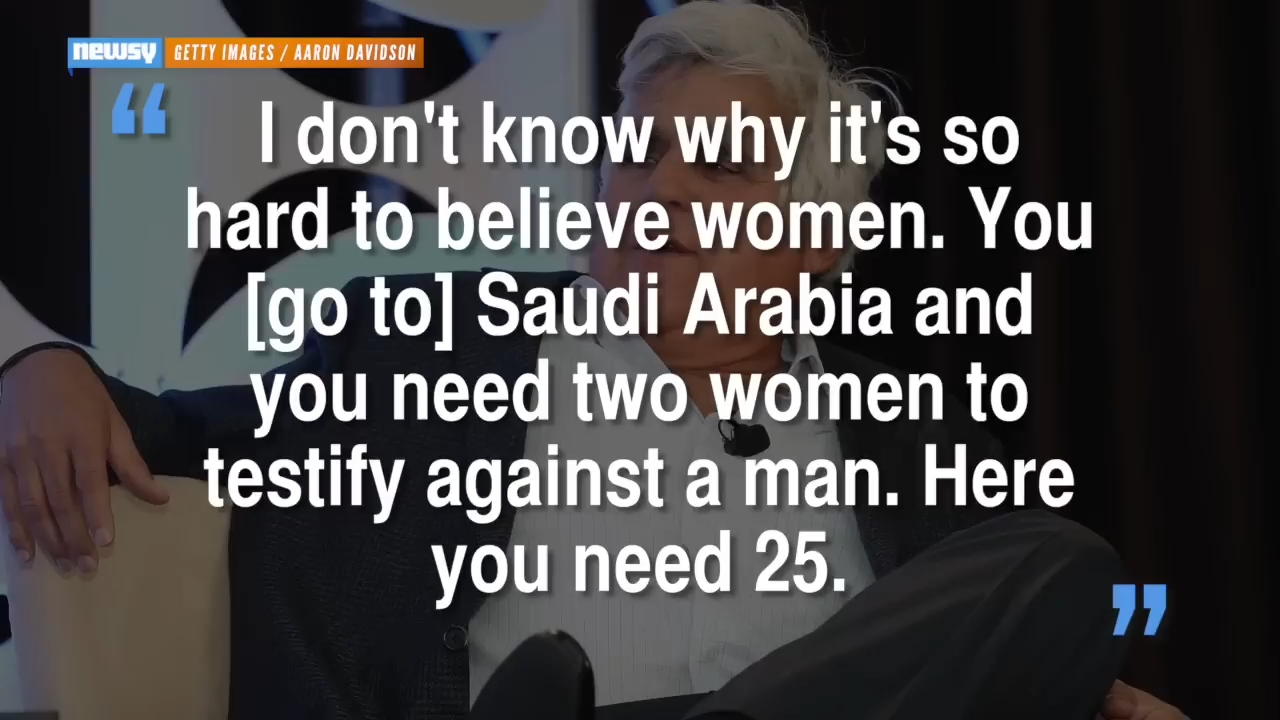 newsy GETTY IMAGES / AARON DAVIDSON
“
I don't know why it's so
hard to believe women. You
[go to] Saudi Arabia and
you need two women to
testify against a man. Here
you need 25.
”